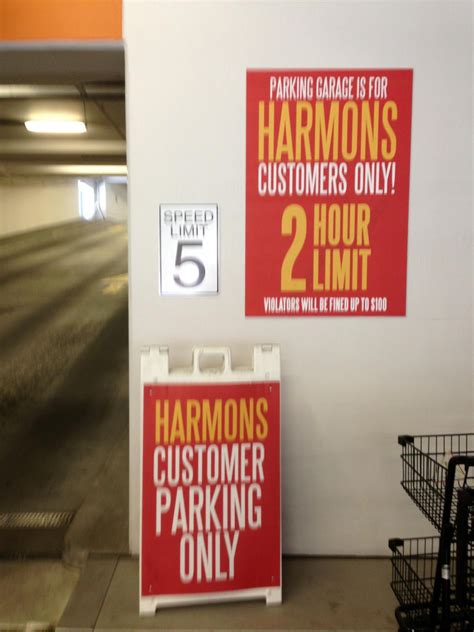 PARKING GARAGE IS FOR
HARMONS
CUSTOMERS ONLY!
2 HOUR
LIMIT
VIOLATORS WILL BE FINED UP TO $100
SPEED
LIMIT
5
HARMONS
CUSTOMER
PARKING
ONLY